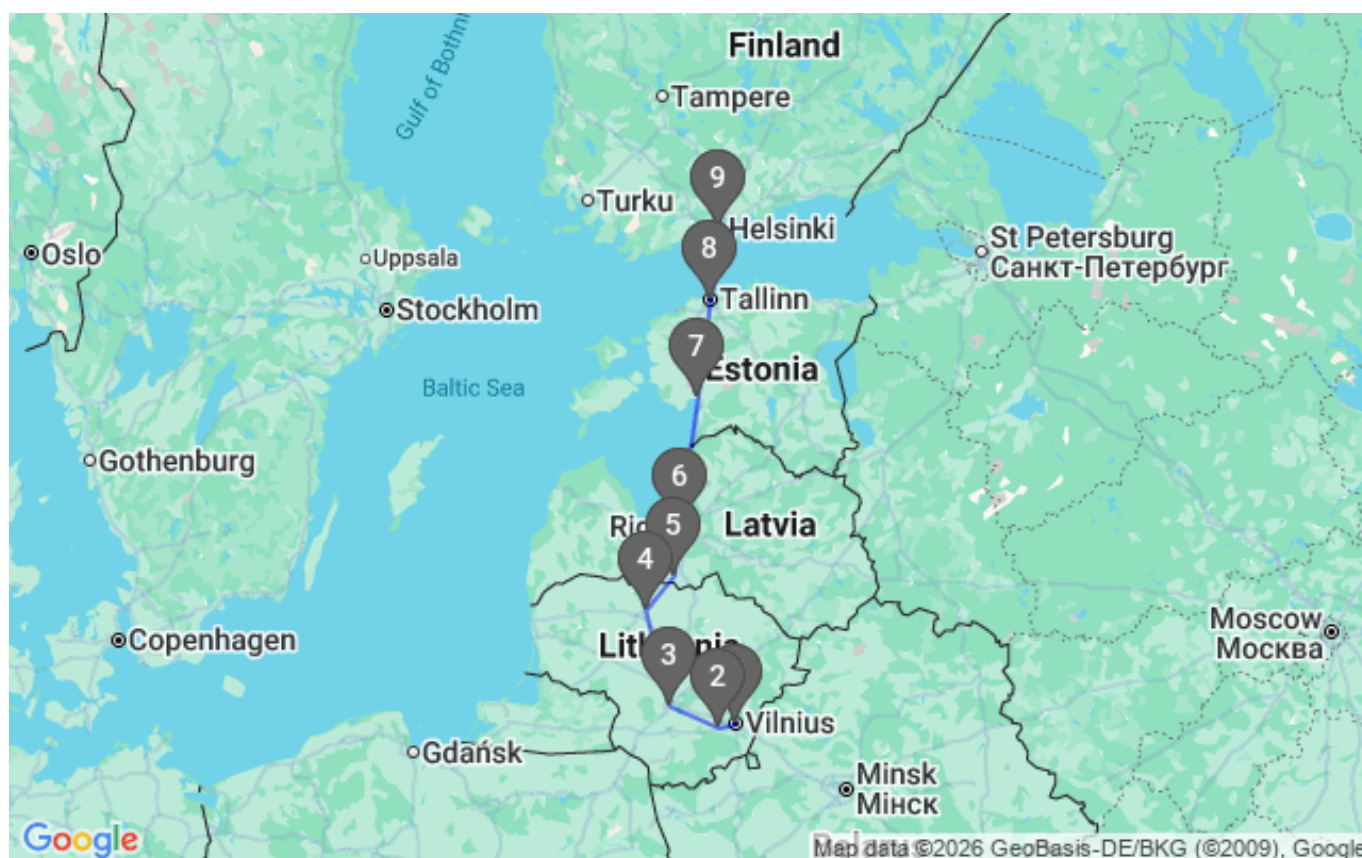 Finland
Gulf of Bothni
Tampere
9
Turku
Helsinki
8
Oslo
Uppsala
St Petersburg
Санкт-Петербург
Tallinn
Stockholm
7
Estonia
Baltic Sea
Gothenburg
6
5
Latvia
4
Copenhagen
Moscow
Москва
3
2
Vilnius
Gdańsk
Minsk
Мінск
Google
Map data ©2026 GeoBasis-DE/BKG (©2009), Google